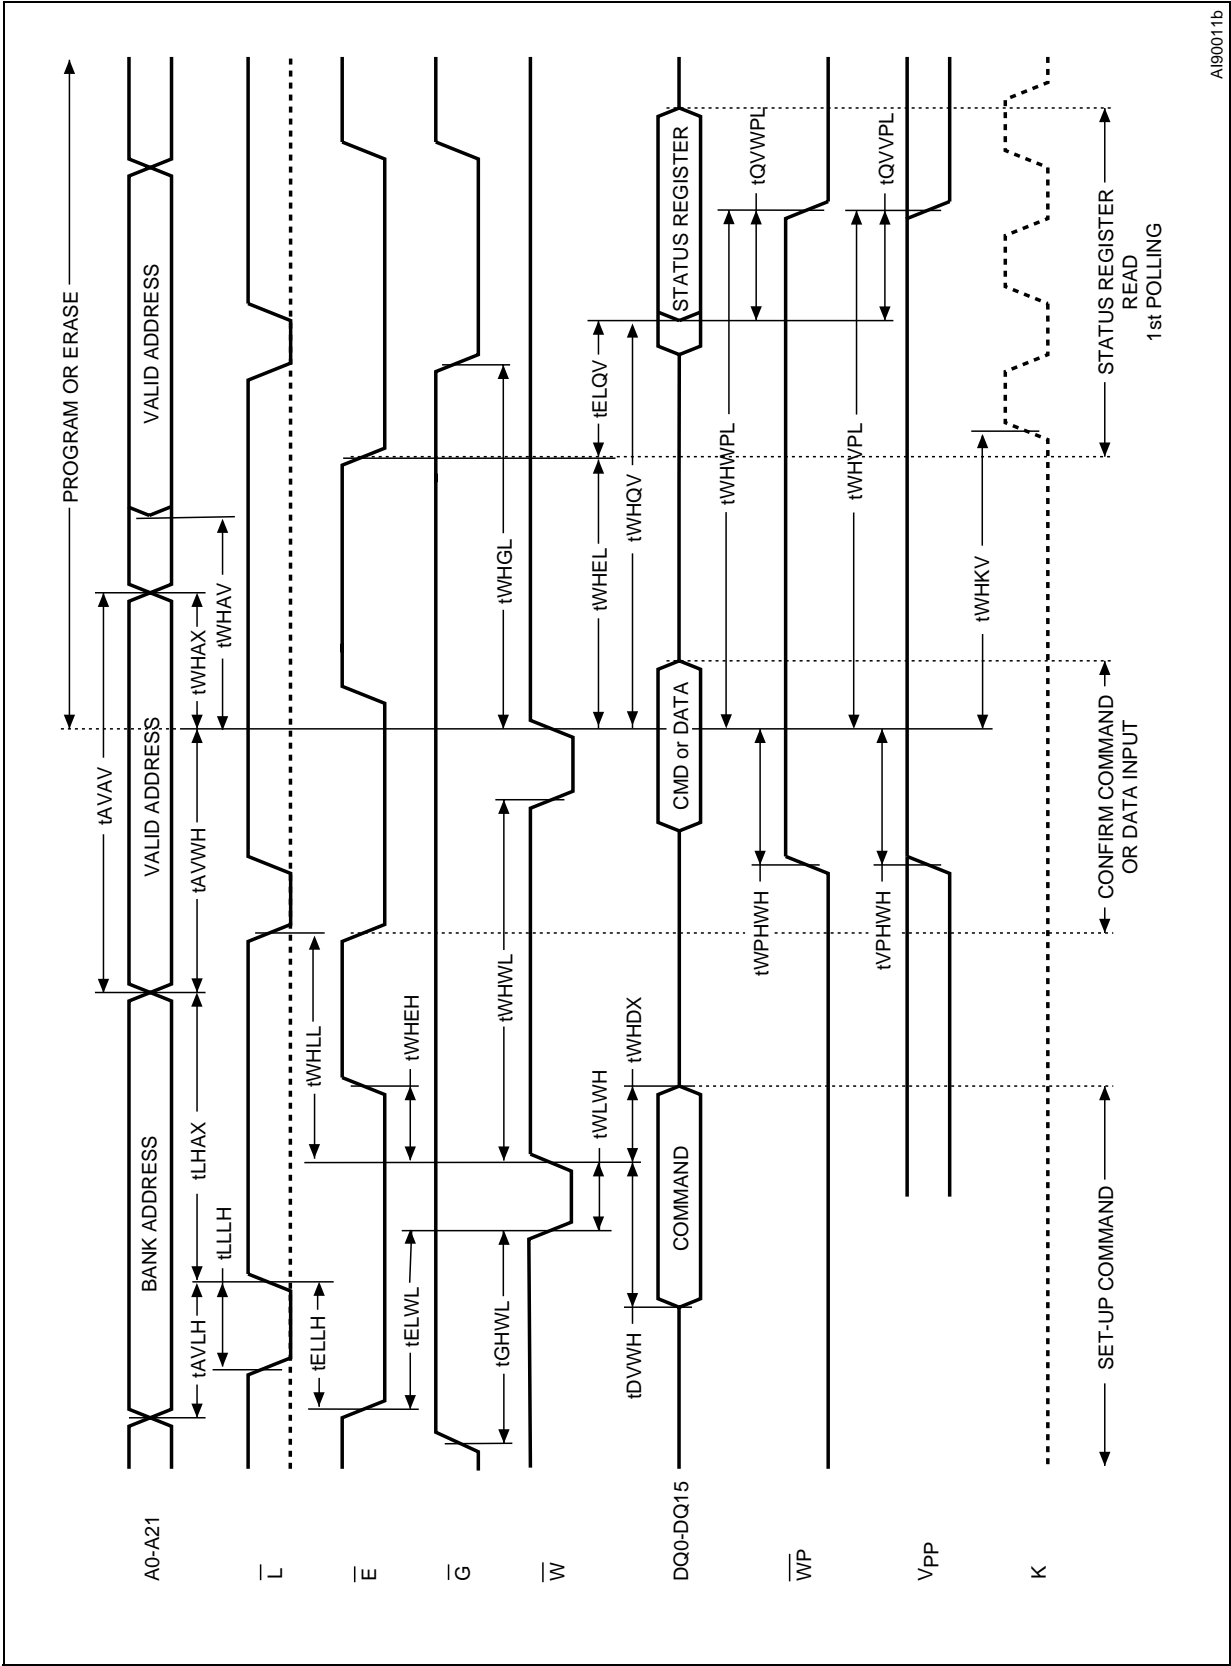 A0-A21
BANK ADDRESS
VALID ADDRESS
VALID ADDRESS
PROGRAM OR ERASE
tAVAV
tAVLH
tLHAX
tAVWH
tWHAX
tLLLH
tWHAV
L
tELLH
tWHLL
E
tELWL
tWHEH
G
tGHWL
tWHWL
tWHGL
W
tWLWH
tWHEL
tELQV
tDVWH
tWHDX
tWHQV
DQ0-DQ15
COMMAND
CMD or DATA
STATUS REGISTER
tWHWPL
tWPHWH
tQVWPL
WP
tWHVPL
tVPHWH
tQVVPL
VPP
tWHKV
K
SET-UP COMMAND
CONFIRM COMMAND
OR DATA INPUT
STATUS REGISTER
READ
1st POLLING
AI90011b